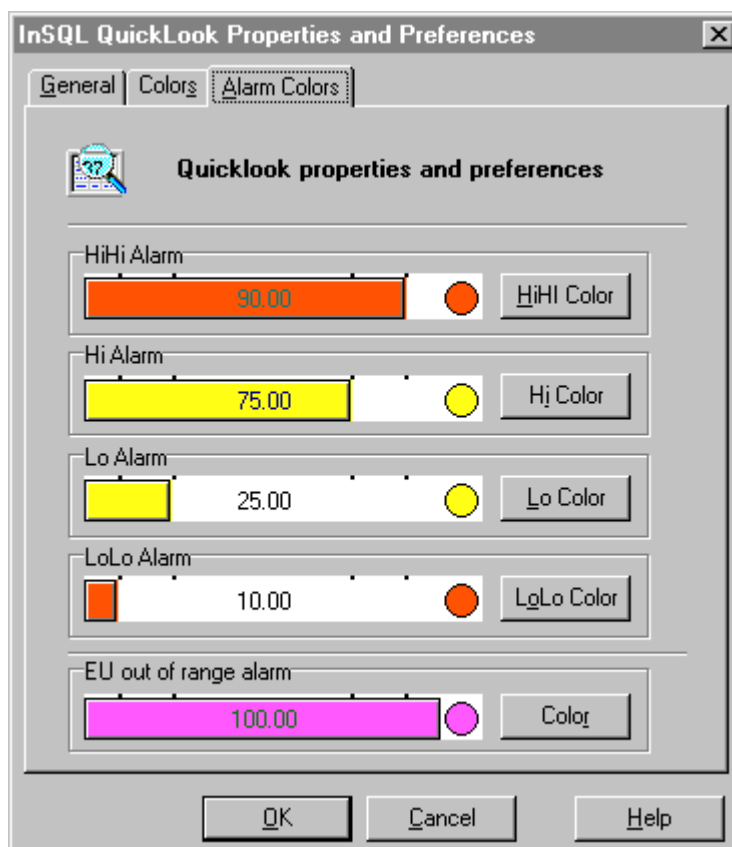 InSQL QuickLook Properties and Preferences
General Colors Alarm Colors
??
Quicklook properties and preferences
HiHi Alarm
90.00 HiHI Color
Hi Alarm
75.00 Hi Color
Lo Alarm
25.00 Lo Color
LoLo Alarm
10.00 LoLo Color
EU out of range alarm
100.00 Color
OK Cancel Help